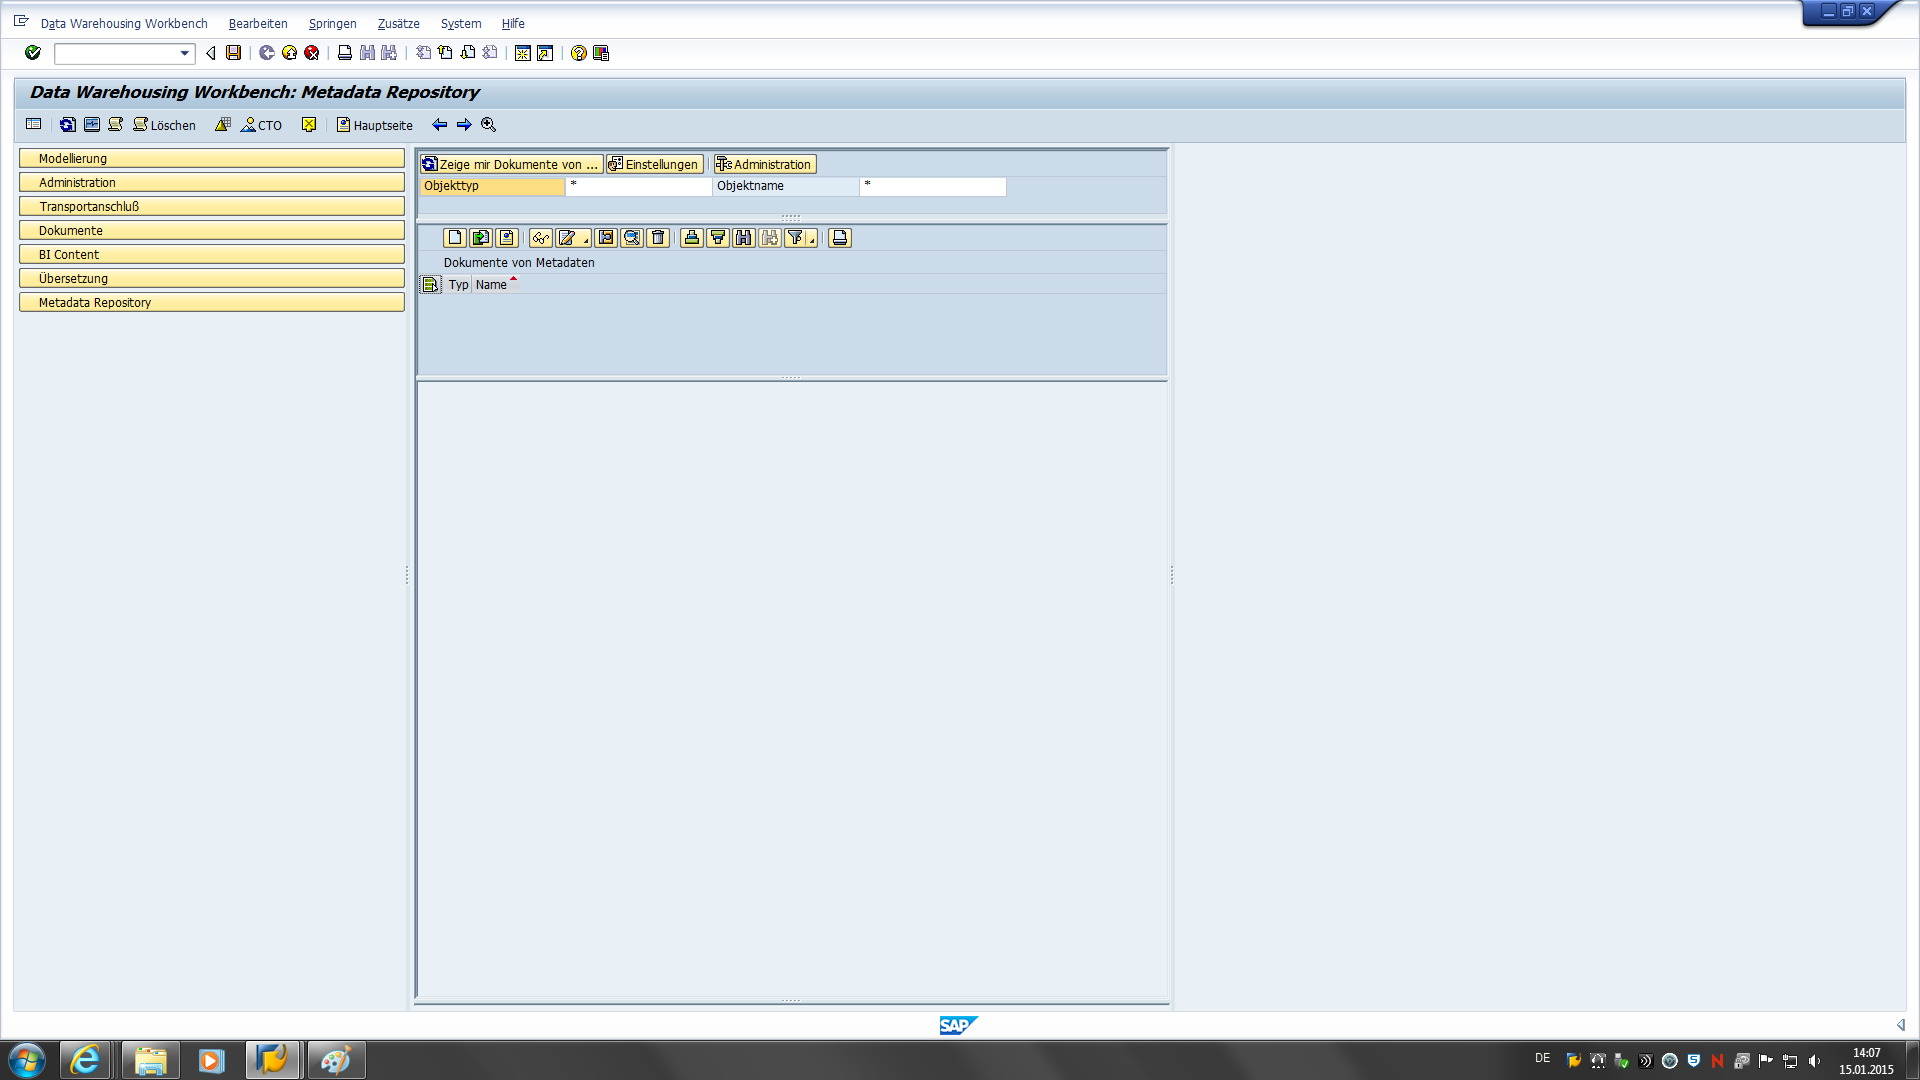 Data Warehousing Workbench Bearbeiten Springen Zusätze System Hilfe
Data Warehousing Workbench: Metadata Repository
Löschen CTO Hauptseite
Modellierung
Administration
Transportanschluß
Dokumente
BI Content
Übersetzung
Metadata Repository
Zeige mir Dokumente von ... Einstellungen Administration
Objekttyp * Objektname *
Dokumente von Metadaten
Typ Name
SAP
DE
14:07
15.01.2015